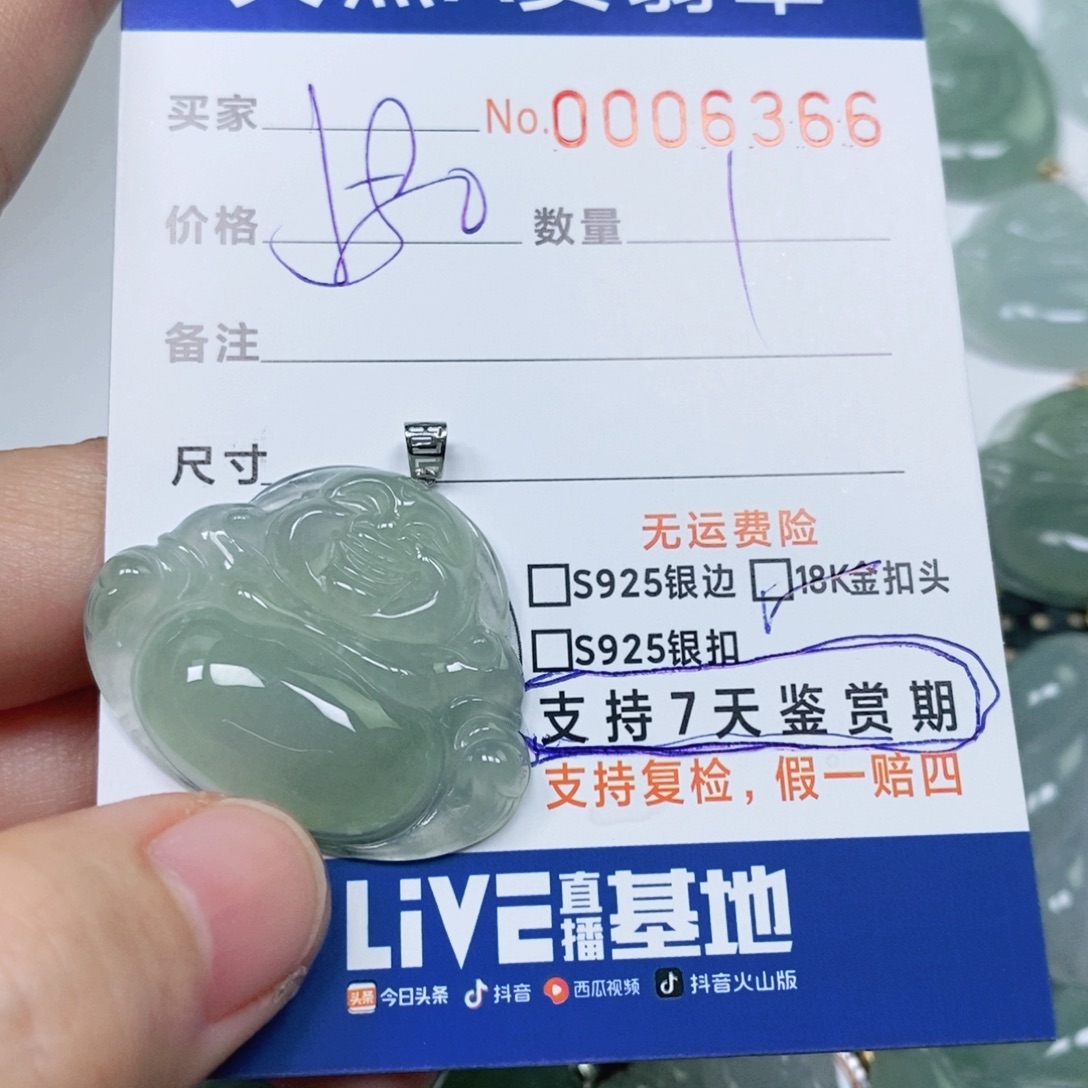 买家 No.0006366
价格 数量 1
备注
尺寸
无运费险
S925银边 18K金扣头
S925银扣
支持7天鉴赏期
支持复检，假一赔四
LiVE直播基地
头条 今日头条 抖音 西瓜视频 抖音火山版